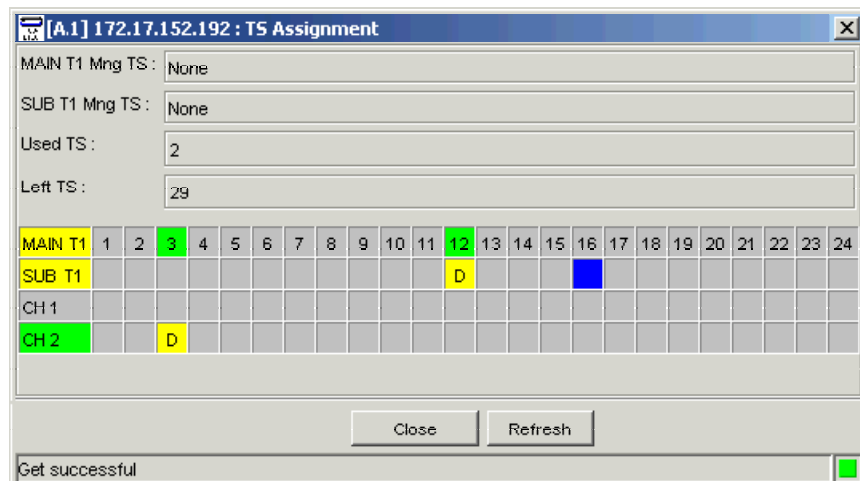 [A.1] 172.17.152.192 : TS Assignment
MAIN T1 Mng TS : None
SUB T1 Mng TS : None
Used TS : 2
Left TS : 29
MAIN T1 1 2 3 4 5 6 7 8 9 10 11 12 13 14 15 16 17 18 19 20 21 22 23 24
SUB T1 D
CH 1
CH 2 D
Close Refresh
Get successful